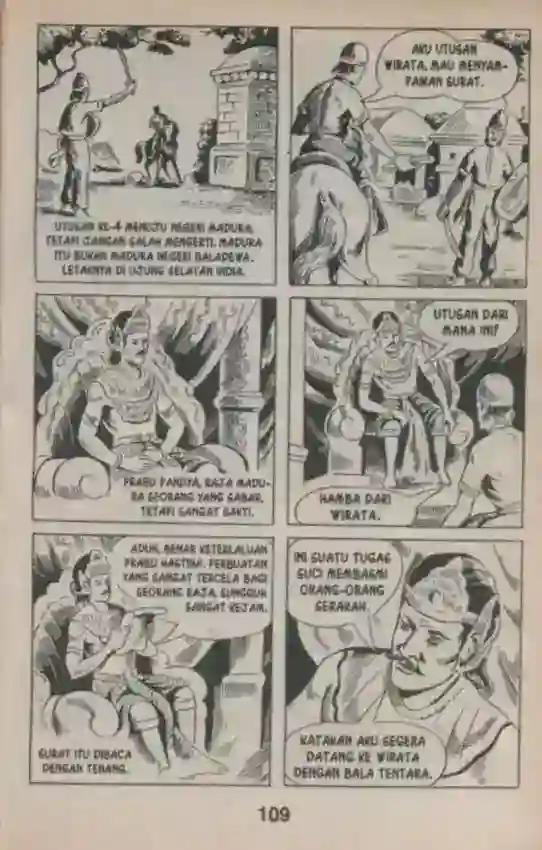 UTUSAN KE-4 MENUJU NEGERI MADURA,
TETAPI JANGAN SALAH MENGERTI. MADURA
ITU BUKAN MADURA NEGERI BALADEWA.
LETAKNYA DI UJUNG SELATAN INDIA.
AKU UTUSAN
WIRATA, MAU MENYAM-
PAIKAN SURAT.
PRABU PANDYA, RAJA MADU-
RA SEORANG YANG SABAR,
TETAPI SANGAT SAKTI.
UTUSAN DARI
MANA INI?
HAMBA DARI
WIRATA.
ADUH, BENAR KETERLALUAN
PRABU HASTINA. PERBUATAN
YANG SANGAT TERCELA BAGI
SEORANG RAJA. SUNGGUH
SANGAT KEJAM.
SURAT ITU DIBACA
DENGAN TENANG.
INI SUATU TUGAS
SUCI MEMBASMI
ORANG-ORANG
SERAKAH.
KATAKAN AKU SEGERA
DATANG KE WIRATA
DENGAN BALA TENTARA.
109